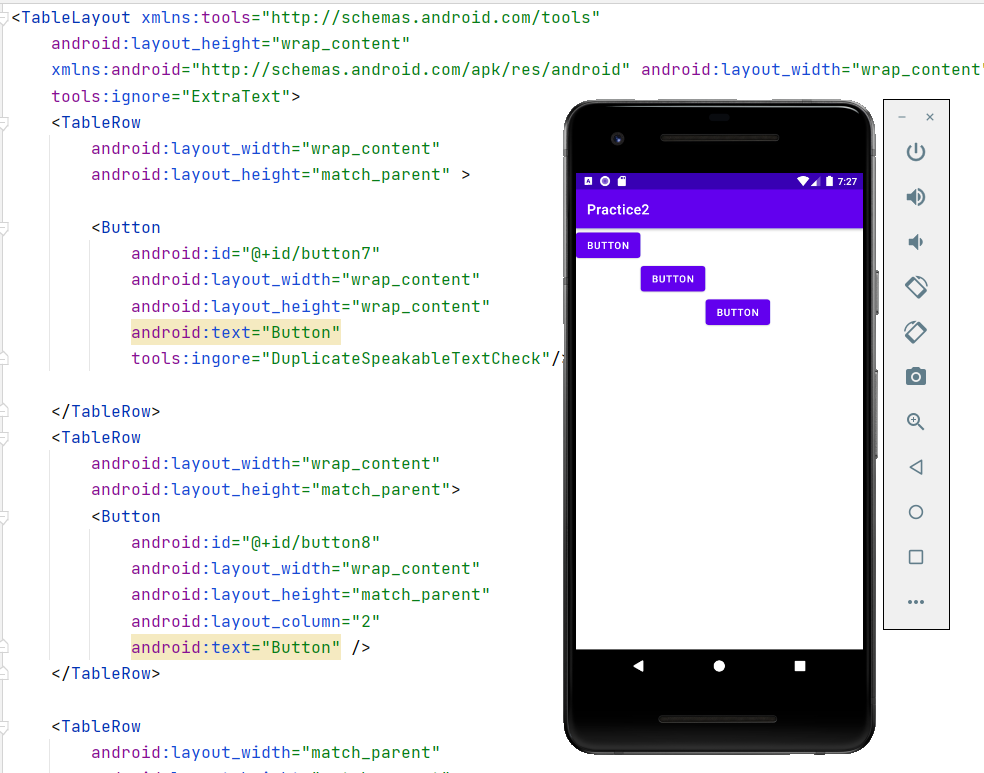 <TableLayout xmlns:tools="http://schemas.android.com/tools"
android:layout_height="wrap_content"
xmlns:android="http://schemas.android.com/apk/res/android" android:layout_width="wrap_content"
tools:ignore="ExtraText">
<TableRow
android:layout_width="wrap_content"
android:layout_height="match_parent" >
<Button
android:id="@+id/button7"
android:layout_width="wrap_content"
android:layout_height="wrap_content"
android:text="Button"
tools:ingore="DuplicateSpeakableTextCheck"/
</TableRow>
<TableRow
android:layout_width="wrap_content"
android:layout_height="match_parent">
<Button
android:id="@+id/button8"
android:layout_width="wrap_content"
android:layout_height="match_parent"
android:layout_column="2"
android:text="Button" />
</TableRow>
<TableRow
android:layout_width="match_parent"
7:27
Practice2
BUTTON
BUTTON
BUTTON